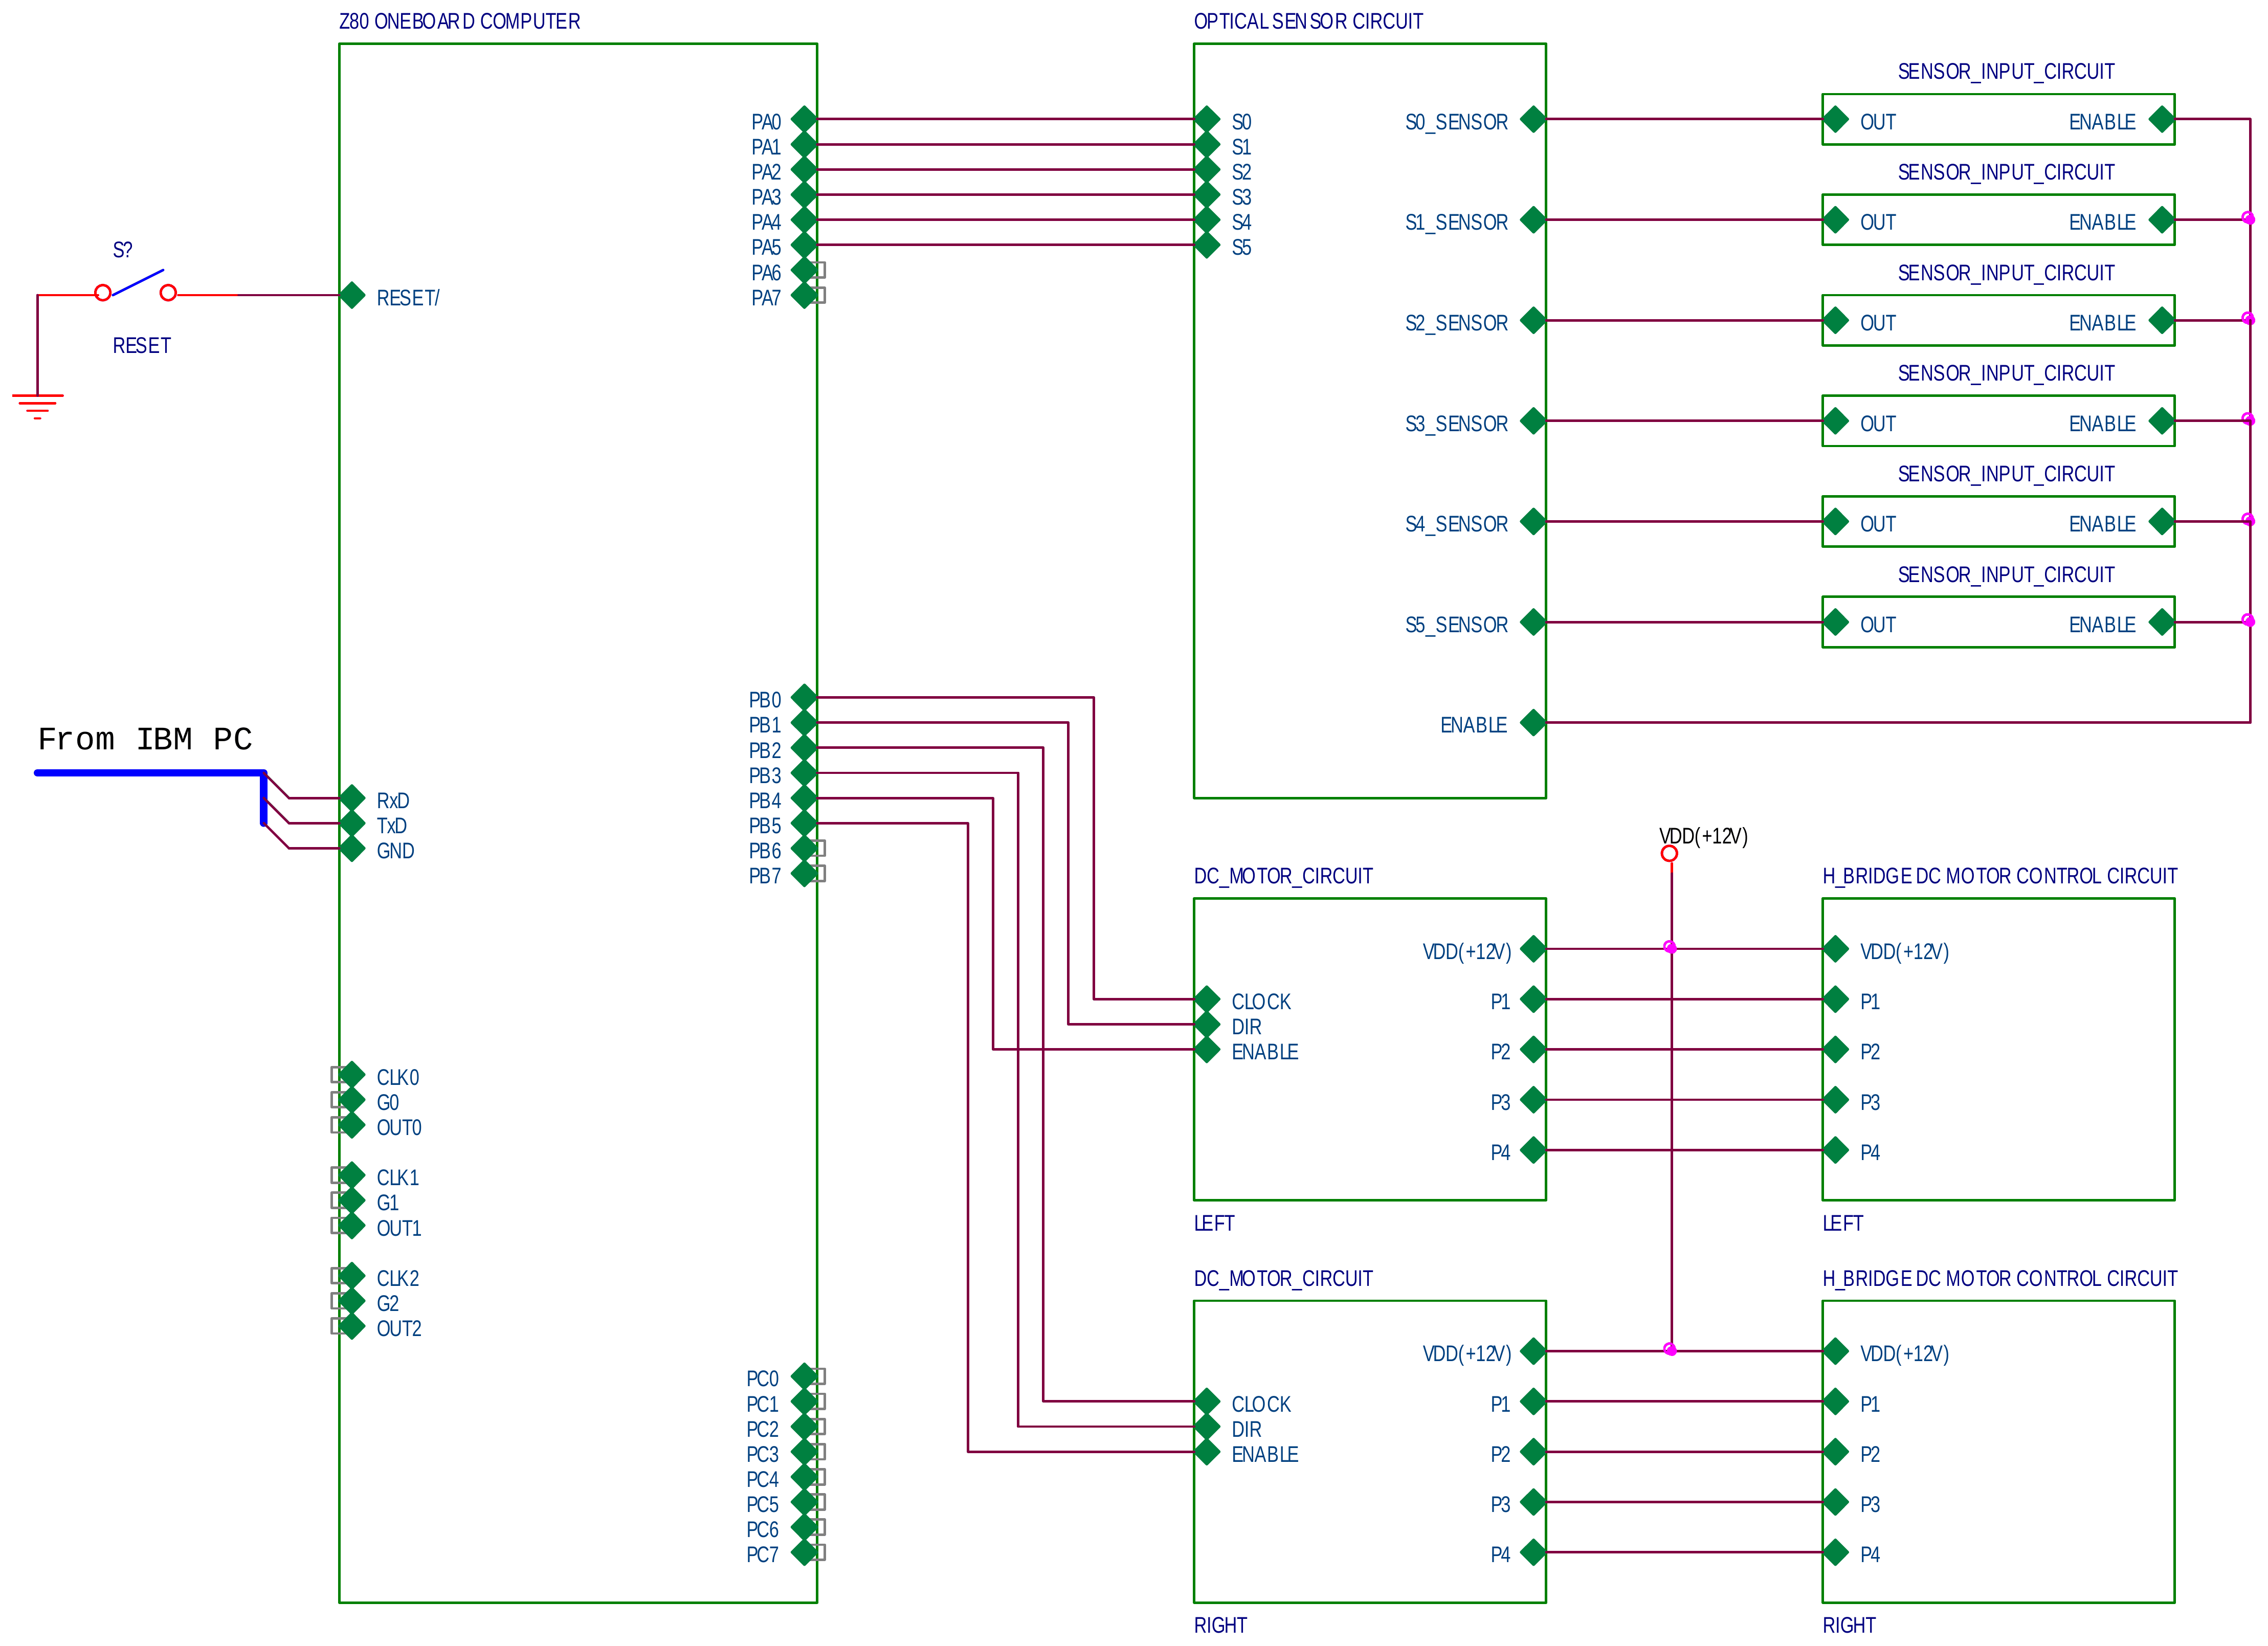 Z80 ONEBOARD COMPUTER
PA0
PA1
PA2
PA3
PA4
PA5
PA6
PA7
S?
RESET/
RESET
From IBM PC
RxD
TxD
GND
PB0
PB1
PB2
PB3
PB4
PB5
PB6
PB7
CLK0
G0
OUT0
CLK1
G1
OUT1
CLK2
G2
OUT2
PC0
PC1
PC2
PC3
PC4
PC5
PC6
PC7
OPTICAL SENSOR CIRCUIT
S0
S1
S2
S3
S4
S5
S0_SENSOR
S1_SENSOR
S2_SENSOR
S3_SENSOR
S4_SENSOR
S5_SENSOR
ENABLE
SENSOR_INPUT_CIRCUIT
OUT ENABLE
SENSOR_INPUT_CIRCUIT
OUT ENABLE
SENSOR_INPUT_CIRCUIT
OUT ENABLE
SENSOR_INPUT_CIRCUIT
OUT ENABLE
SENSOR_INPUT_CIRCUIT
OUT ENABLE
SENSOR_INPUT_CIRCUIT
OUT ENABLE
VDD(+12V)
DC_MOTOR_CIRCUIT
CLOCK
DIR
ENABLE
VDD(+12V)
P1
P2
P3
P4
LEFT
H_BRIDGE DC MOTOR CONTROL CIRCUIT
VDD(+12V)
P1
P2
P3
P4
LEFT
DC_MOTOR_CIRCUIT
CLOCK
DIR
ENABLE
VDD(+12V)
P1
P2
P3
P4
RIGHT
H_BRIDGE DC MOTOR CONTROL CIRCUIT
VDD(+12V)
P1
P2
P3
P4
RIGHT